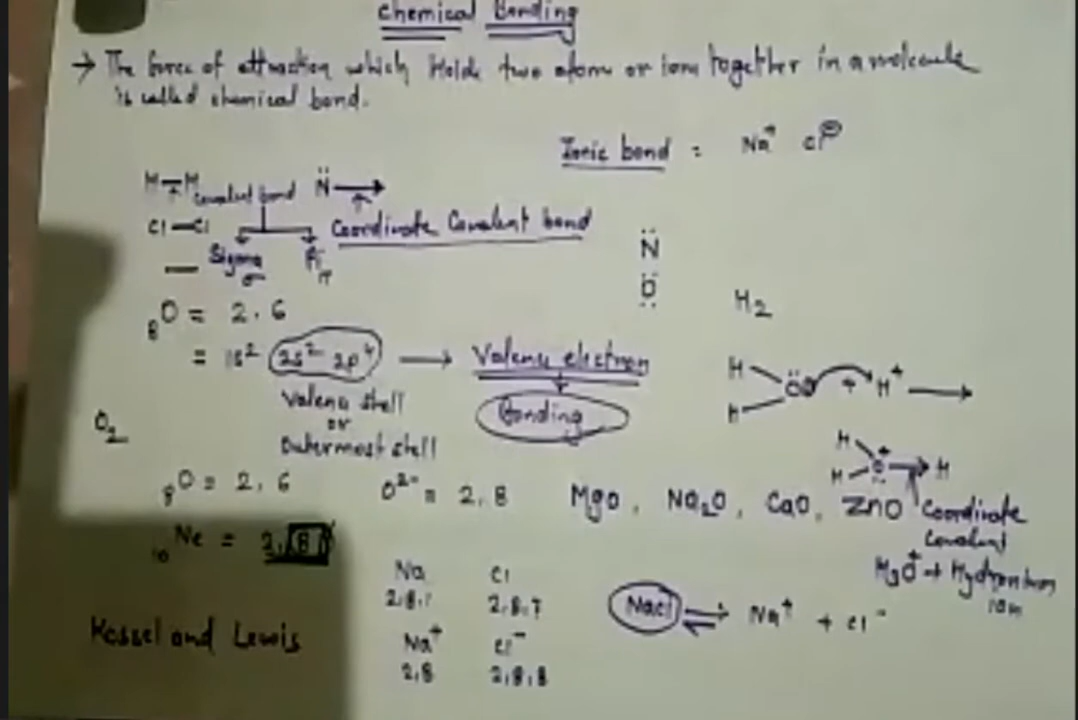 Chemical Bonding
→ The force of attraction which Holds two atom or ion together in a molecule
is called chemical bond.
Ionic bond : Na⁺ Cl⊖
H–H covalent bond N̈ →
Cl–Cl Coordinate Covalent bond
Sigma σ Pi π
N̈
Ö
H₂
₈O = 2.6
= 1s² 2s² 2p⁴ → Valence electron
Valence shell
or
Outermost shell
Bonding
H
H
O + H⁺ →
O₂
H
H O⁺ → H
₈O = 2.6 O²⁻ = 2.8 MgO, Na₂O, CaO, ZnO Coordinate
covalent
₁₀Ne = 2,8
H₃O⁺ → Hydronium
ion
Na Cl
2.8.1 2.8.7
NaCl ⇌ Na⁺ + Cl⁻
Kossel and Lewis
Na⁺ Cl⁻
2,8 2,8,8